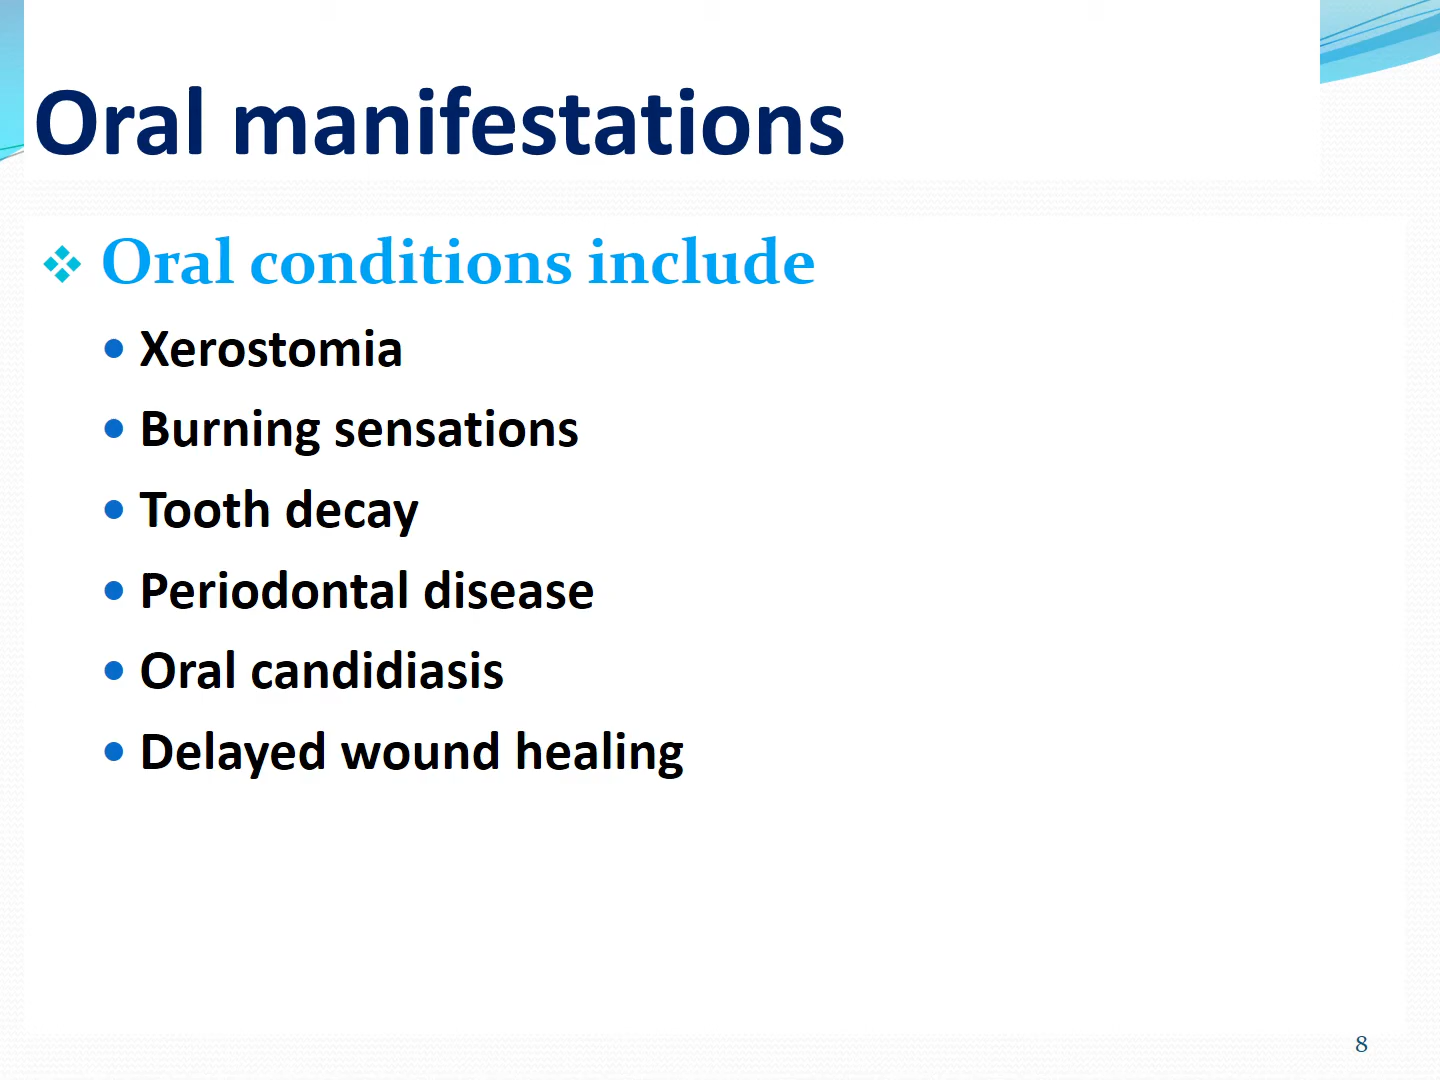 Oral manifestations
❖ Oral conditions include
• Xerostomia
• Burning sensations
• Tooth decay
• Periodontal disease
• Oral candidiasis
• Delayed wound healing
8